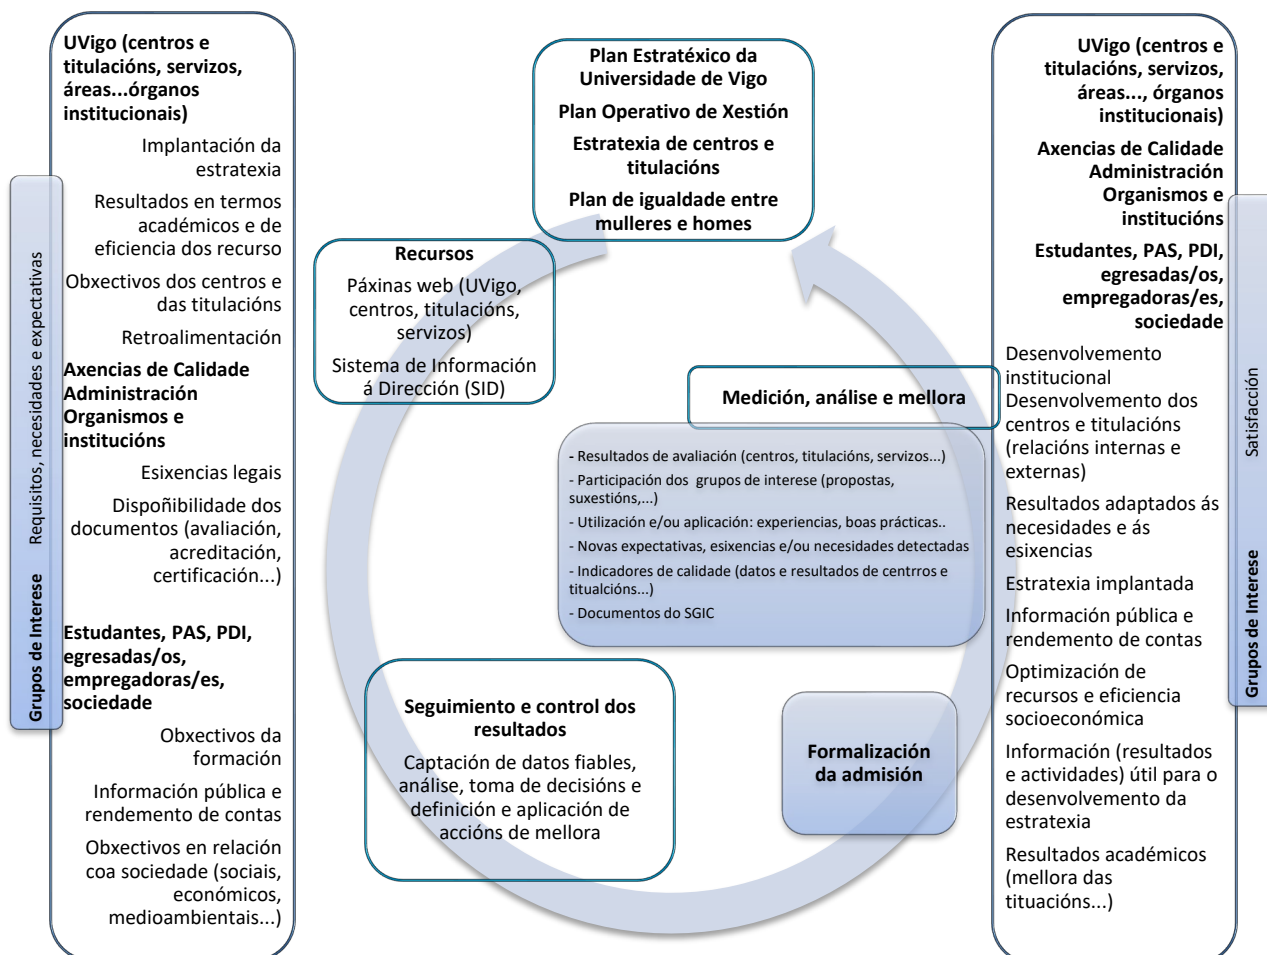 UVigo (centros e
titulacións, servizos,
áreas...órganos
institucionais)
Implantación da
estratexia
Resultados en termos
académicos e de
eficiencia dos recurso
Obxectivos dos centros e
das titulacións
Retroalimentación
Axencias de Calidade
Administración
Organismos e
institucións
Esixencias legais
Dispoñibilidade dos
documentos (avaliación,
acreditación,
certificación...)
Estudantes, PAS, PDI,
egresadas/os,
empregadoras/es,
sociedade
Obxectivos da
formación
Información pública e
rendemento de contas
Obxectivos en relación
coa sociedade (sociais,
económicos,
medioambientais...)
Grupos de Interese Requisitos, necesidades e expectativas
Plan Estratéxico da
Universidade de Vigo
Plan Operativo de Xestión
Estratexia de centros e
titulacións
Plan de igualdade entre
mulleres e homes
Recursos
Páxinas web (UVigo,
centros, titulacións,
servizos)
Sistema de Información
á Dirección (SID)
Medición, análise e mellora
- Resultados de avaliación (centros, titulacións, servizos...)
- Participación dos grupos de interese (propostas,
suxestións,...)
- Utilización e/ou aplicación: experiencias, boas prácticas..
- Novas expectativas, esixencias e/ou necesidades detectadas
- Indicadores de calidade (datos e resultados de centrros e
titualcións...)
- Documentos do SGIC
Seguimiento e control dos
resultados
Captación de datos fiables,
análise, toma de decisións e
definición e aplicación de
accións de mellora
Formalización
da admisión
UVigo (centros e
titulacións, servizos,
áreas..., órganos
institucionais)
Axencias de Calidade
Administración
Organismos e
institucións
Estudantes, PAS, PDI,
egresadas/os,
empregadoras/es,
sociedade
Desenvolvemento
institucional
Desenvolvemento dos
centros e titulacións
(relacións internas e
externas)
Resultados adaptados ás
necesidades e ás
esixencias
Estratexia implantada
Información pública e
rendemento de contas
Optimización de
recursos e eficiencia
socioeconómica
Información (resultados
e actividades) útil para o
desenvolvemento da
estratexia
Resultados académicos
(mellora das
tituacións...)
Grupos de Interese Satisfacción